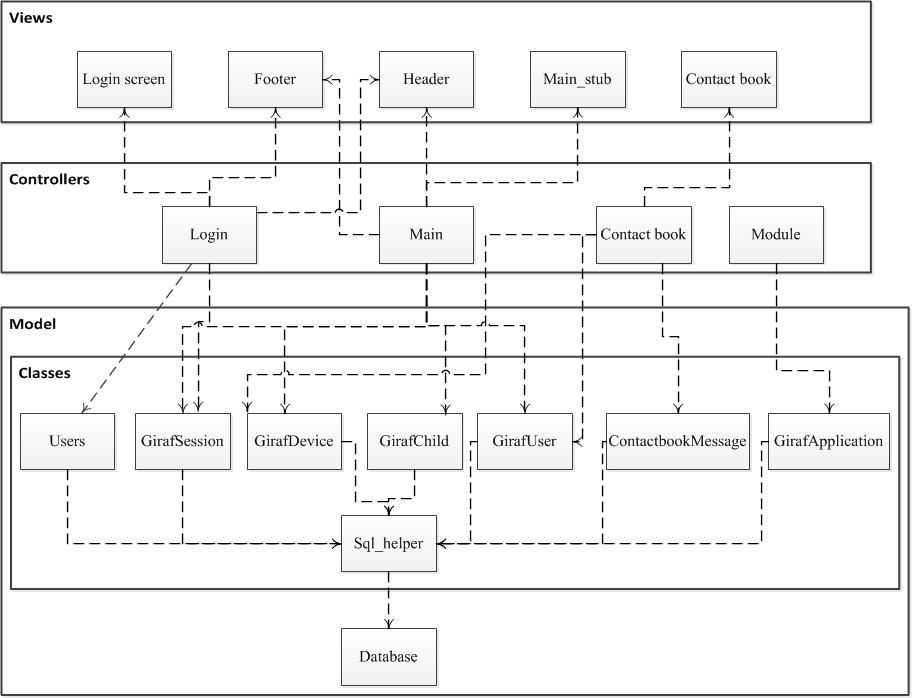 Views
Login screen
Footer
Header
Main_stub
Contact book
Controllers
Login
Main
Contact book
Module
Model
Classes
Users
GirafSession
GirafDevice
GirafChild
GirafUser
ContactbookMessage
GirafApplication
Sql_helper
Database